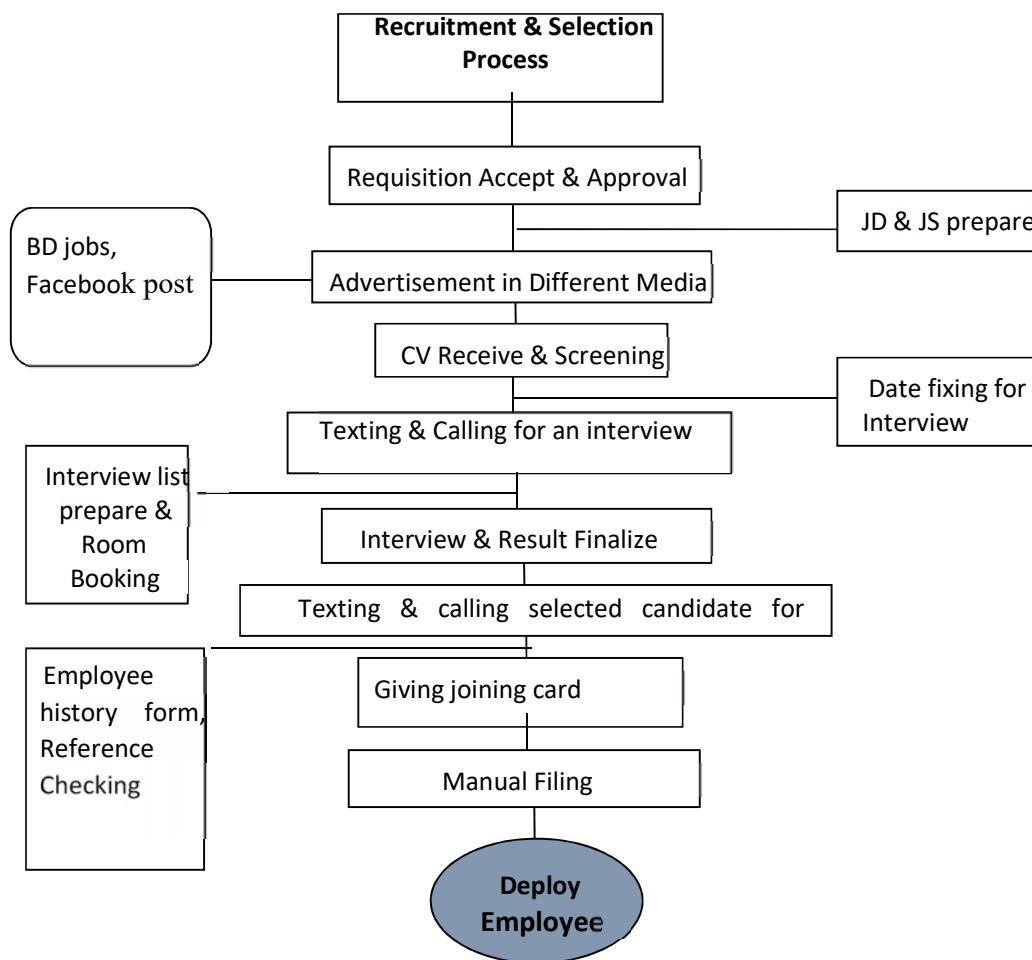 Recruitment & Selection
Process
Requisition Accept & Approval
JD & JS prepare
BD jobs,
Facebook post
Advertisement in Different Media
CV Receive & Screening
Date fixing for
Interview
Texting & Calling for an interview
Interview list
prepare &
Room
Booking
Interview & Result Finalize
Texting & calling selected candidate for
Employee
history form,
Reference
Checking
Giving joining card
Manual Filing
Deploy
Employee